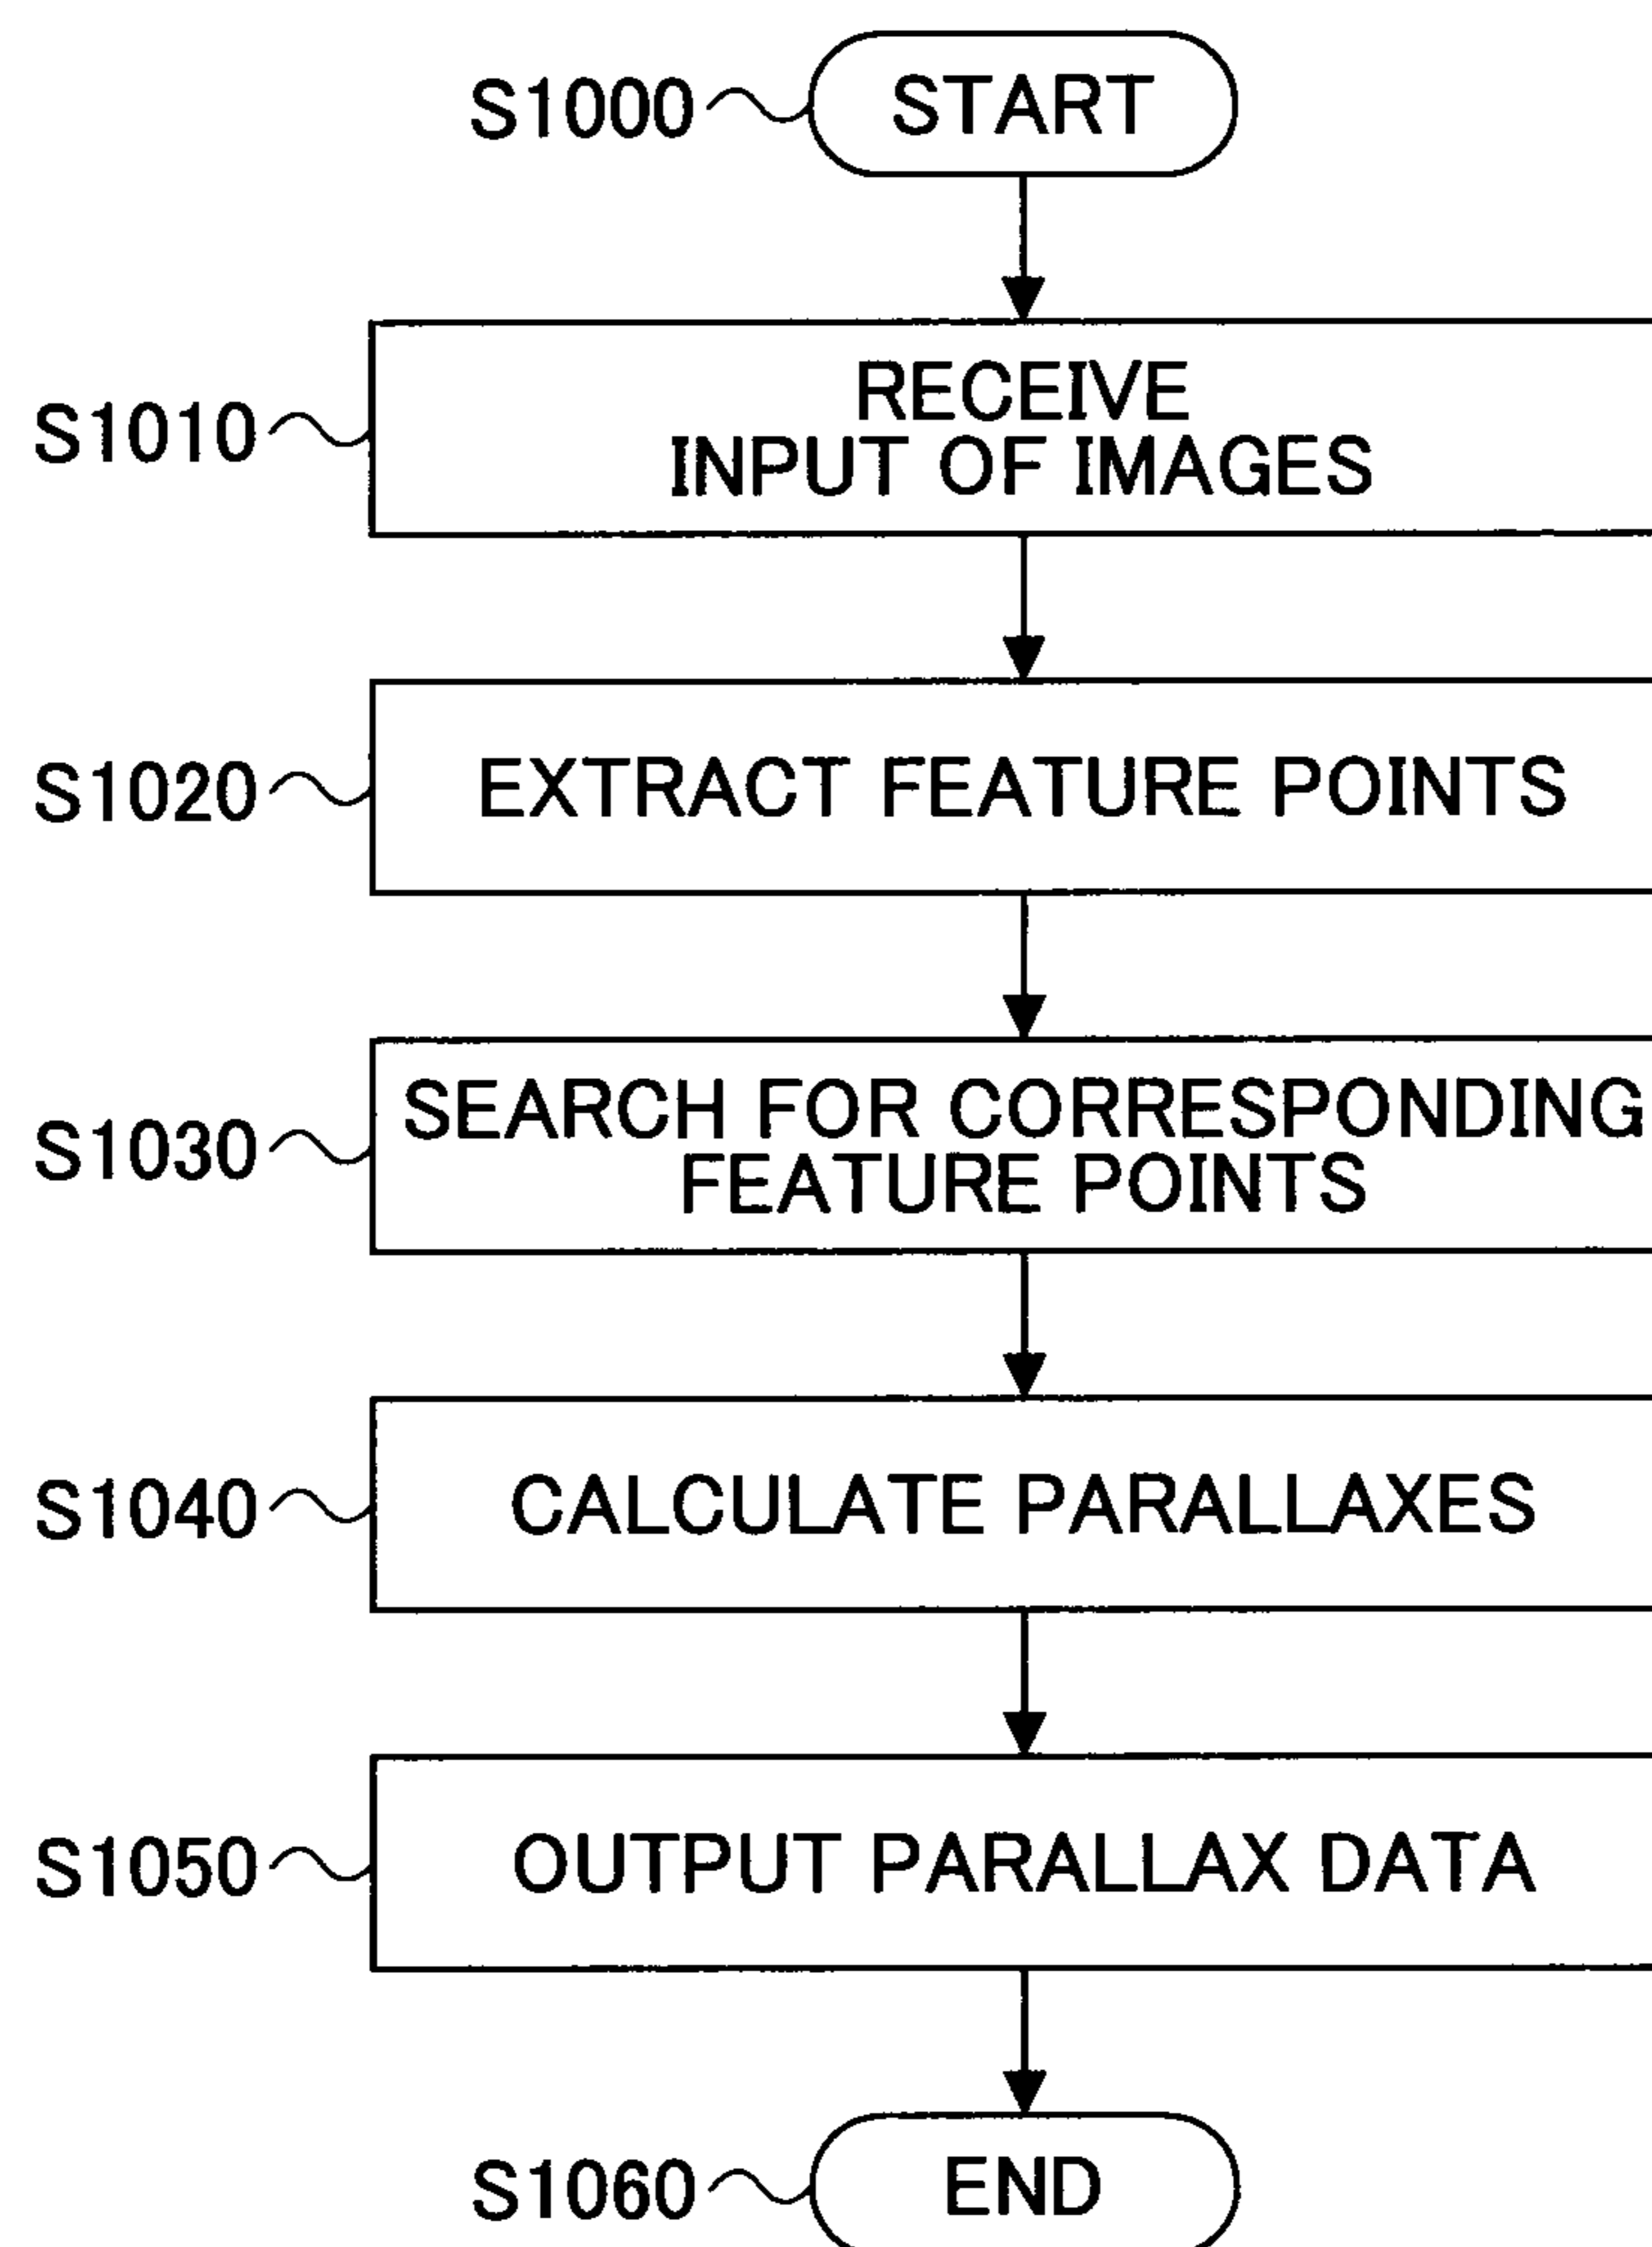 S1000 START
S1010 RECEIVE
INPUT OF IMAGES
S1020 EXTRACT FEATURE POINTS
S1030 SEARCH FOR CORRESPONDING
FEATURE POINTS
S1040 CALCULATE PARALLAXES
S1050 OUTPUT PARALLAX DATA
S1060 END